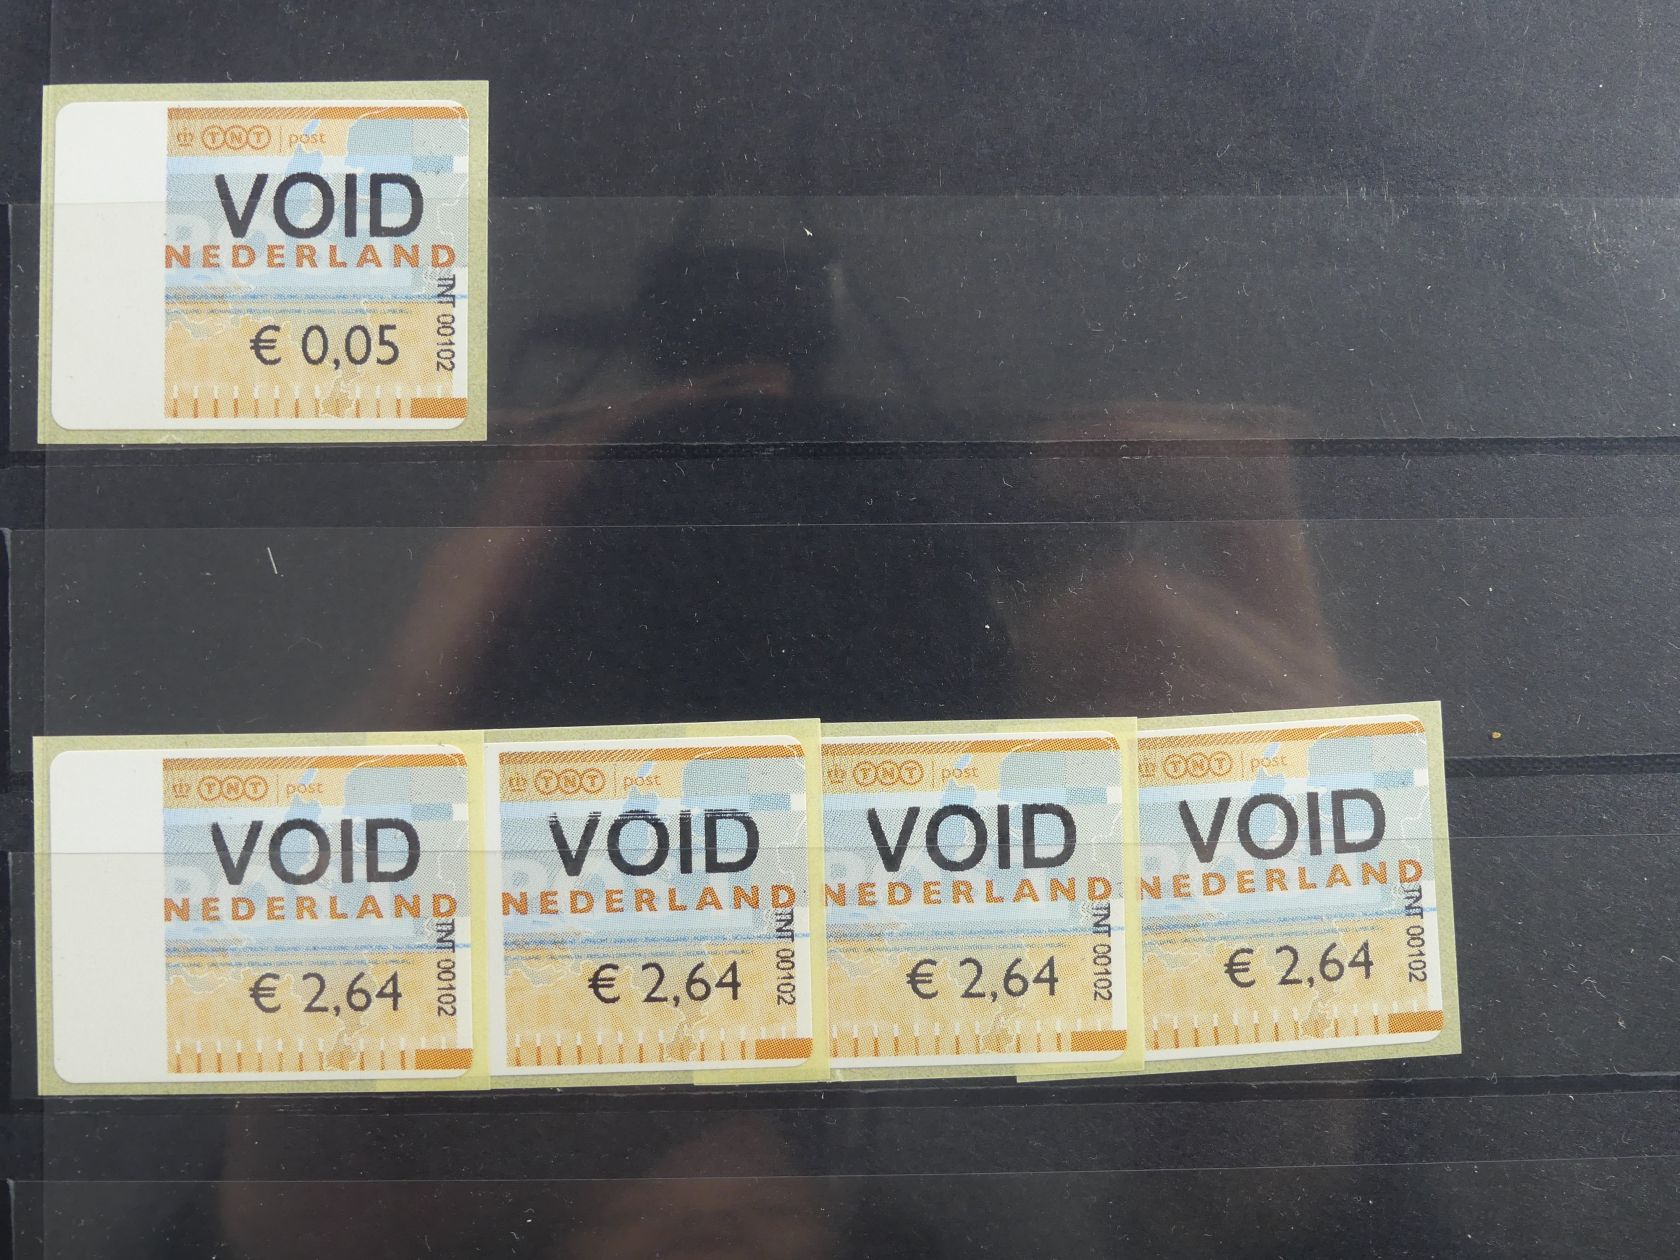 TNT post
VOID
NEDERLAND
€ 0,05
TNT 00102
TNT post
VOID
NEDERLAND
€ 2,64
TNT 00102
TNT post
VOID
NEDERLAND
€ 2,64
TNT 00102
TNT post
VOID
NEDERLAND
€ 2,64
TNT 00102
TNT post
VOID
NEDERLAND
€ 2,64
TNT 00102